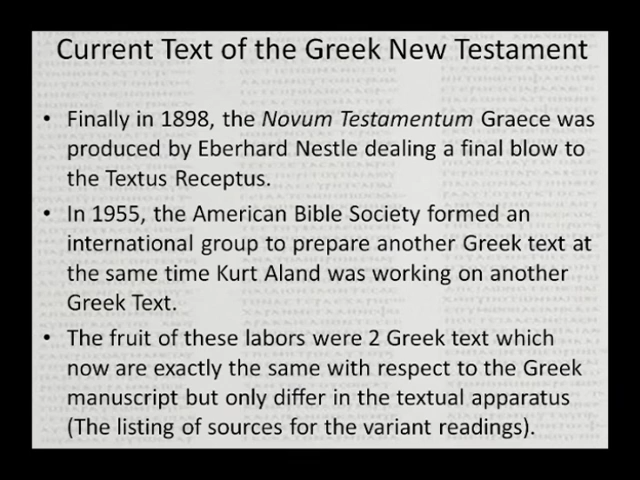 Current Text of the Greek New Testament
• Finally in 1898, the Novum Testamentum Graece was
produced by Eberhard Nestle dealing a final blow to
the Textus Receptus.
• In 1955, the American Bible Society formed an
international group to prepare another Greek text at
the same time Kurt Aland was working on another
Greek Text.
• The fruit of these labors were 2 Greek text which
now are exactly the same with respect to the Greek
manuscript but only differ in the textual apparatus
(The listing of sources for the variant readings).